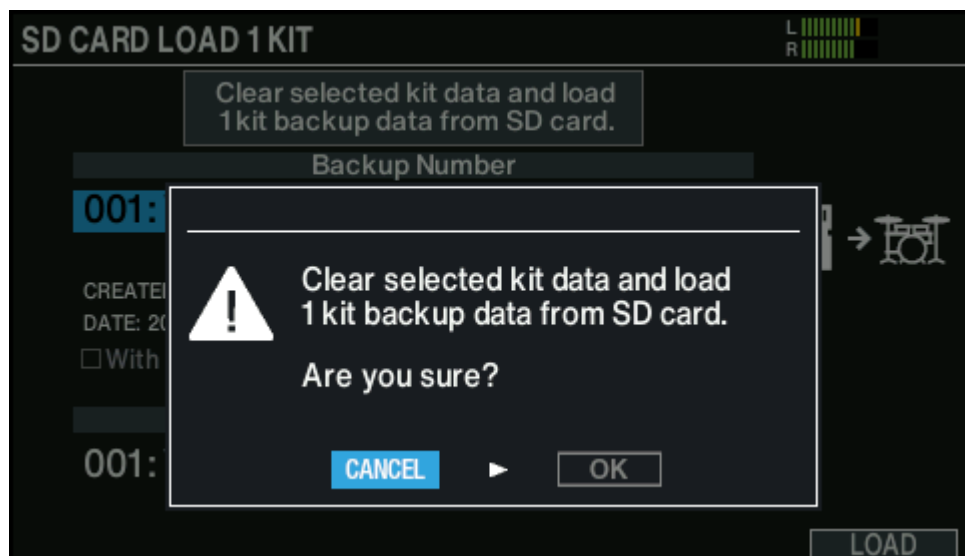 SD CARD LOAD 1 KIT
L
R
Clear selected kit data and load
1 kit backup data from SD card.
Backup Number
001:
CREATE
DATE: 20
With
Clear selected kit data and load
1 kit backup data from SD card.
Are you sure?
001:
CANCEL
OK
LOAD